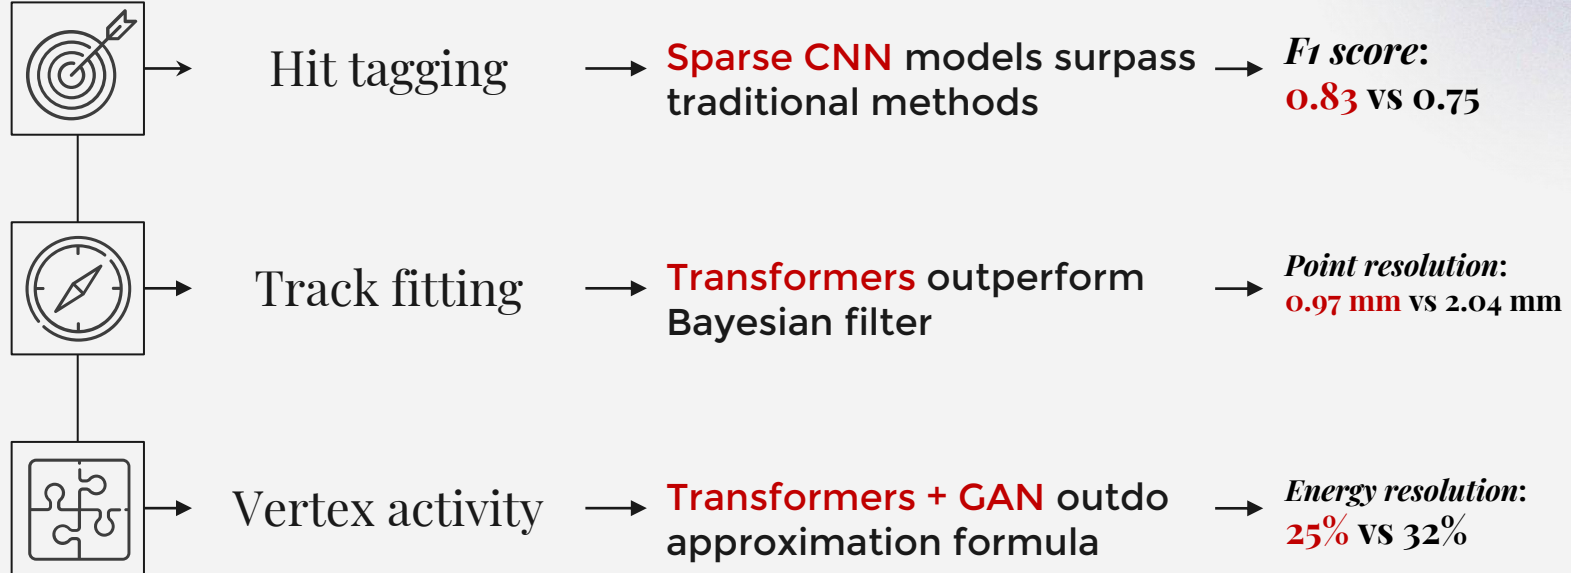 Hit tagging
Sparse CNN models surpass
traditional methods
F1 score:
0.83 vs 0.75
Track fitting
Transformers outperform
Bayesian filter
Point resolution:
0.97 mm vs 2.04 mm
Vertex activity
Transformers + GAN outdo
approximation formula
Energy resolution:
25% vs 32%